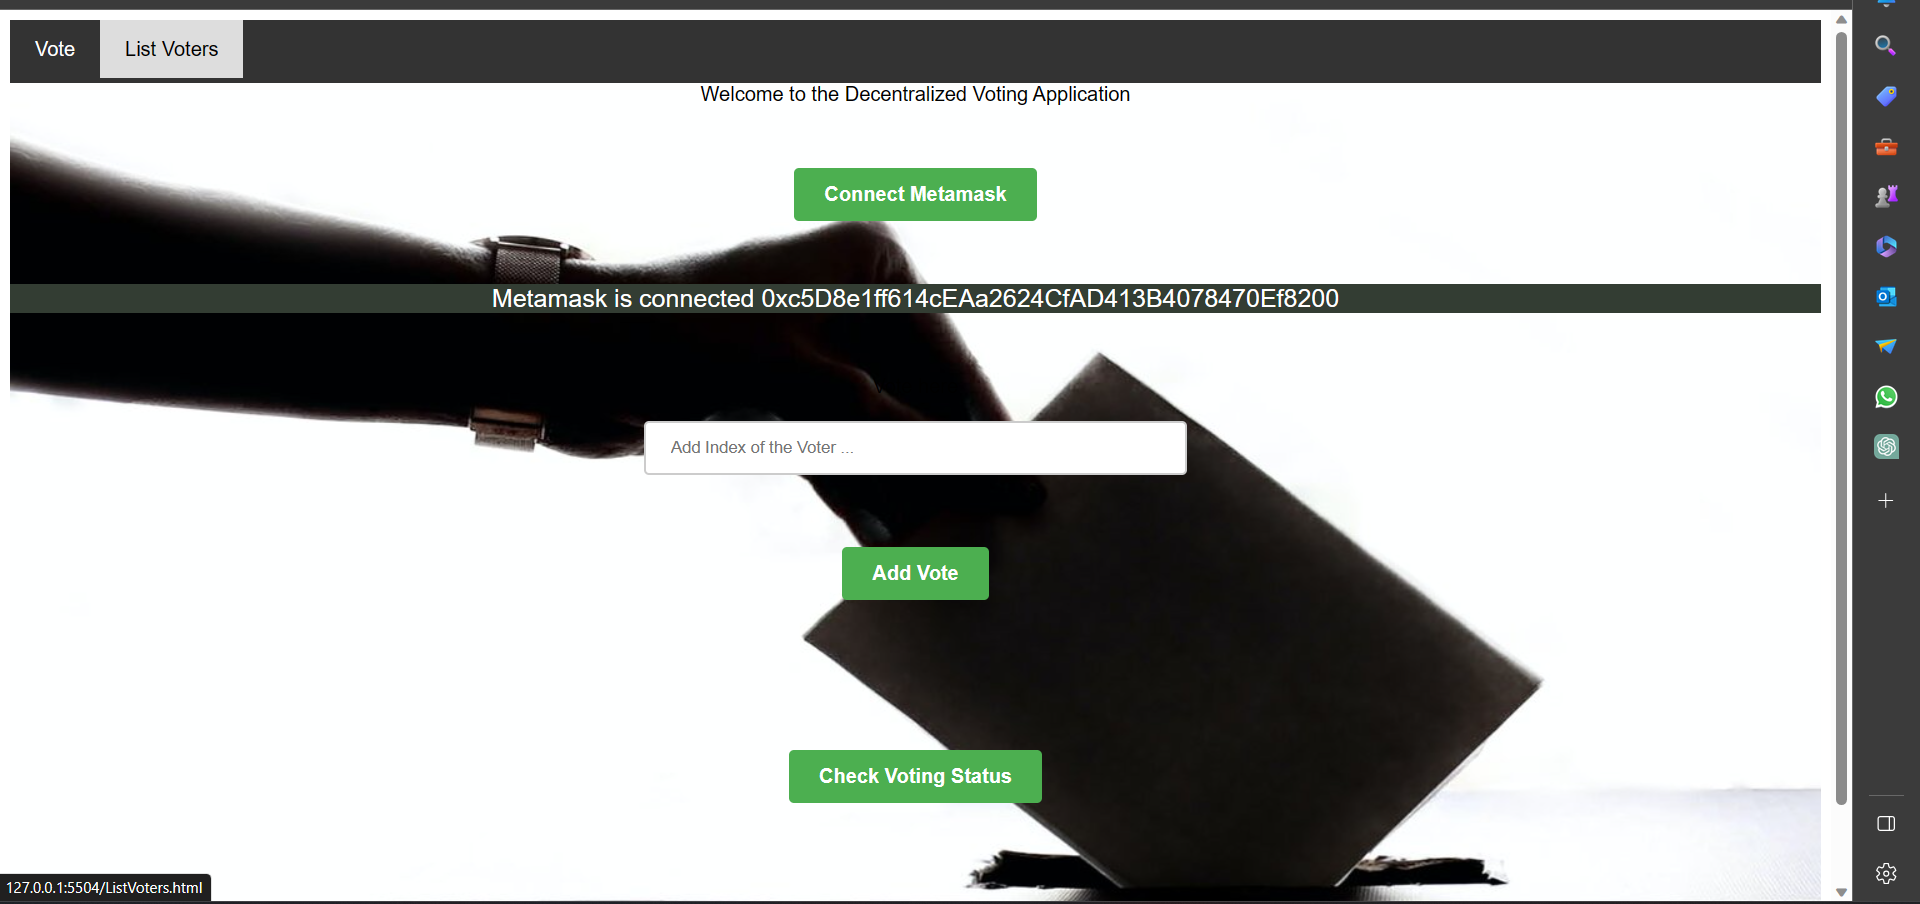 Vote
List Voters
Welcome to the Decentralized Voting Application
Connect Metamask
Metamask is connected 0xc5D8e1ff614cEAa2624CfAD413B4078470Ef8200
Add Index of the Voter ...
Add Vote
Check Voting Status
127.0.0.1:5504/ListVoters.html